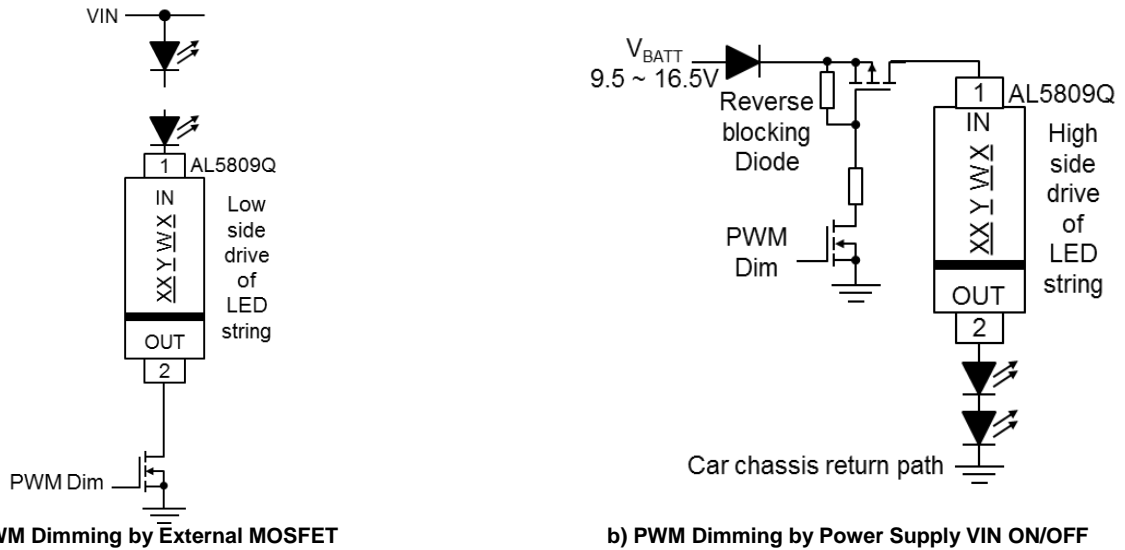 VIN
1 AL5809Q
IN
XX Y W X
OUT
2
Low
side
drive
of
LED
string
PWM Dim
WM Dimming by External MOSFET
VBATT
9.5 ~ 16.5V
Reverse
blocking
Diode
PWM
Dim
1 AL5809Q
IN
XX Y W X
OUT
2
High
side
drive
of
LED
string
Car chassis return path
b) PWM Dimming by Power Supply VIN ON/OFF